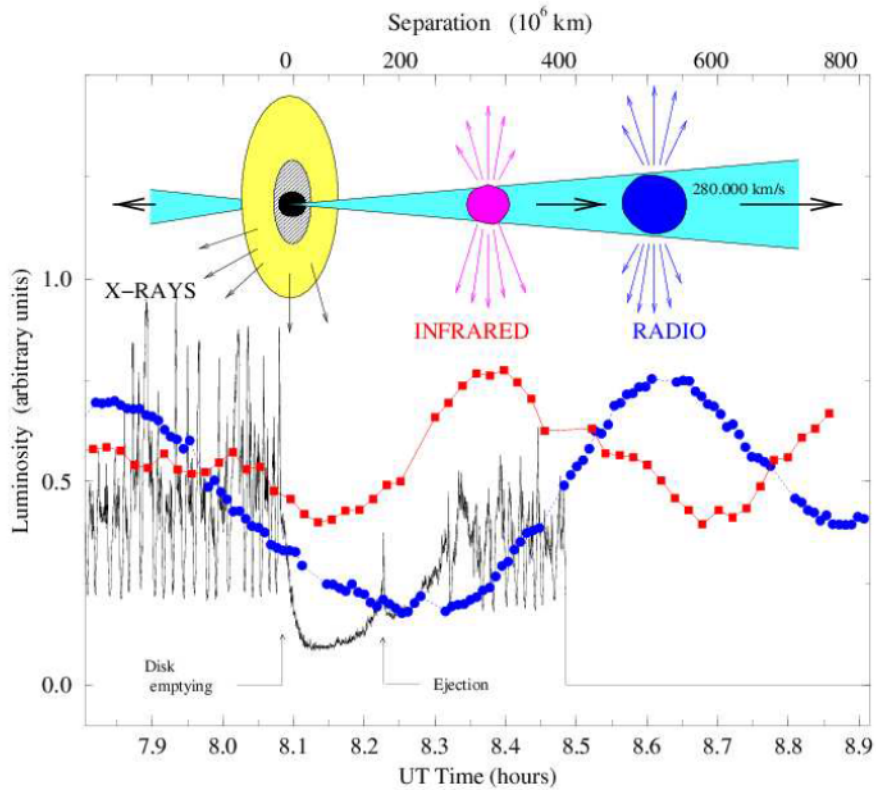 Separation (10⁶ km)
0 200 400 600 800
280.000 km/s
1.0
X−RAYS
INFRARED
RADIO
Luminosity (arbitrary units)
0.5
Disk
emptying
Ejection
0.0
7.9 8.0 8.1 8.2 8.3 8.4 8.5 8.6 8.7 8.8 8.9
UT Time (hours)